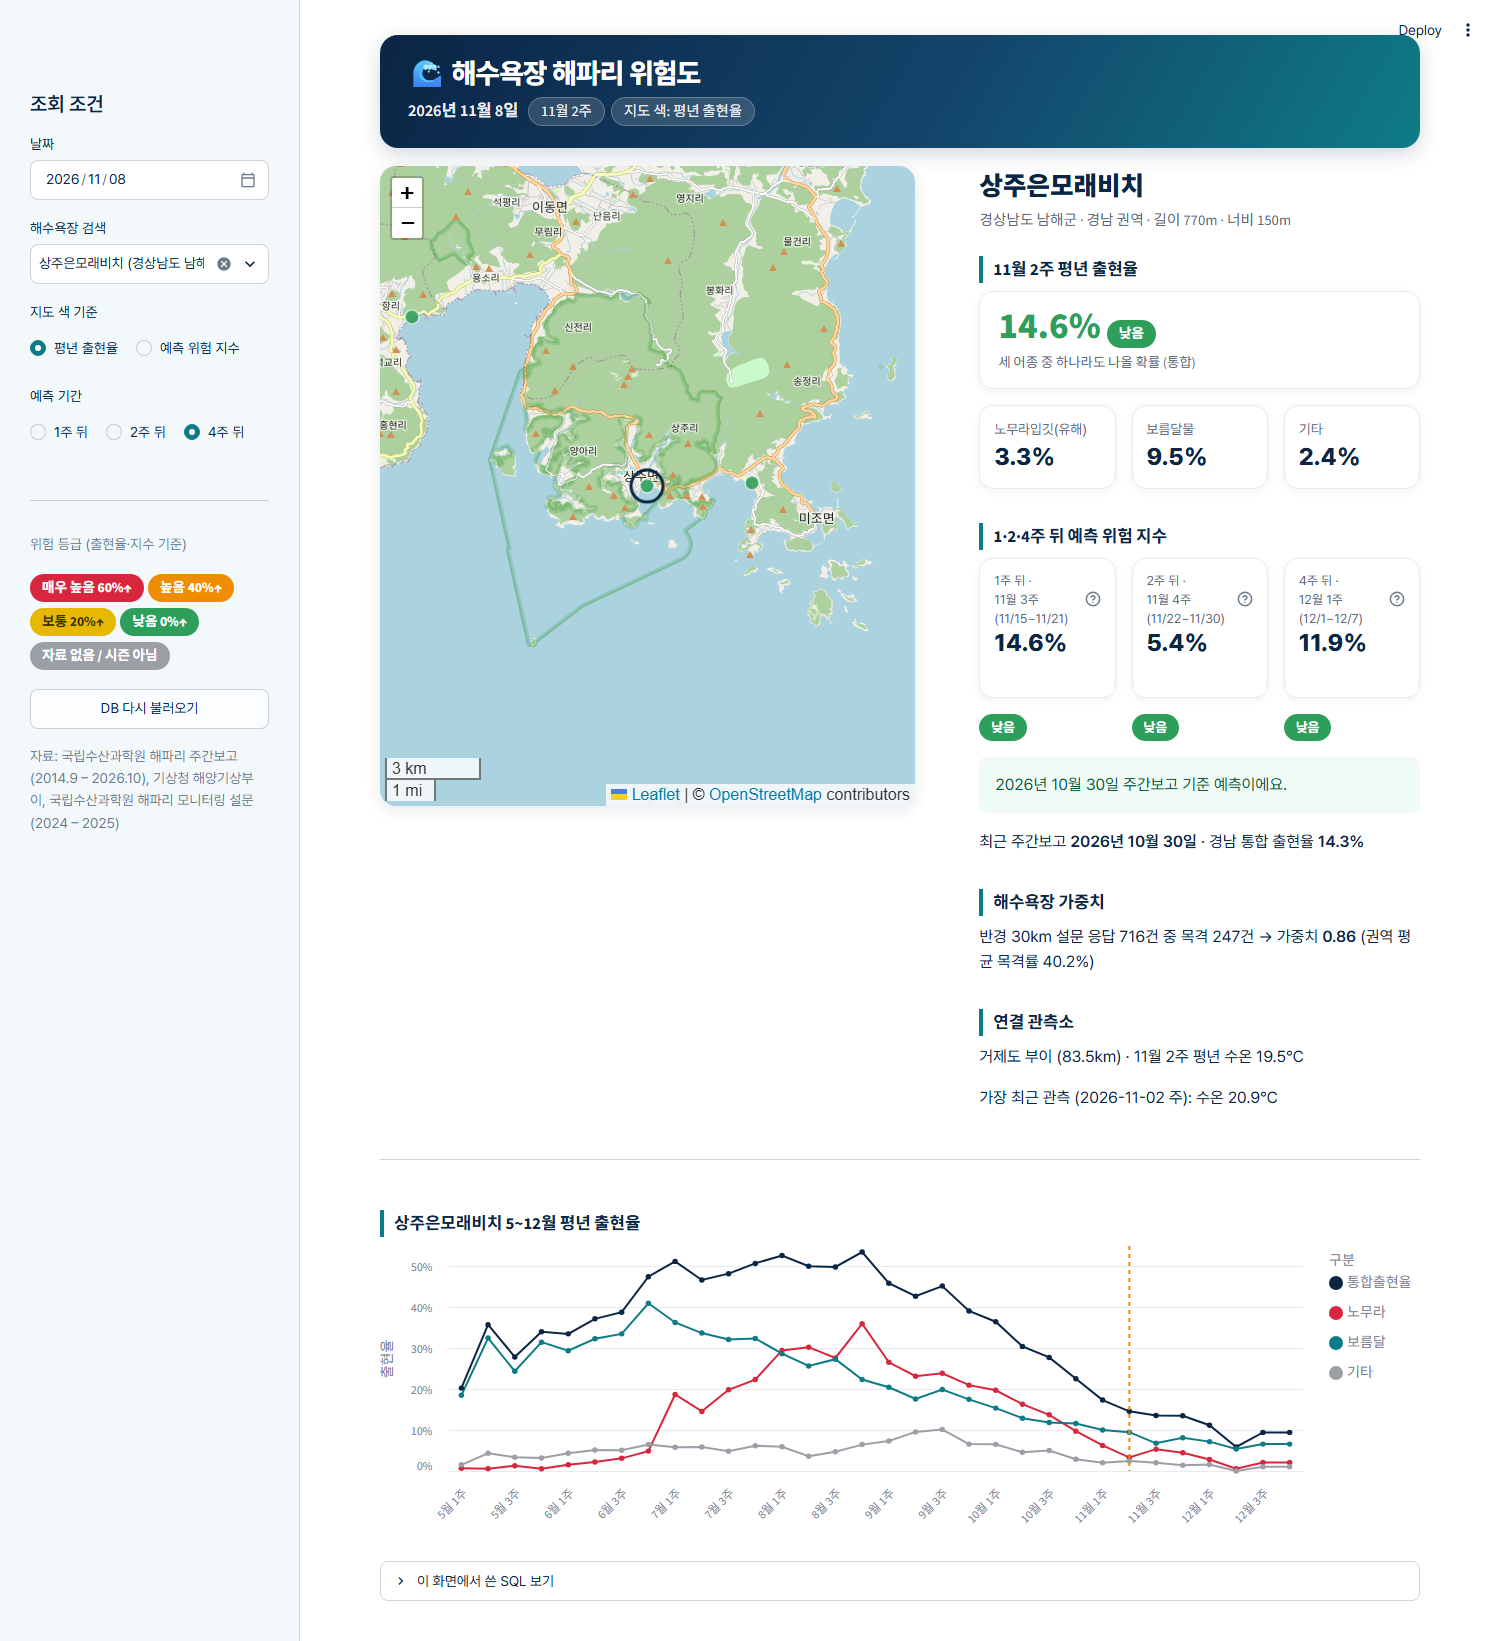 Deploy
조회 조건
날짜
2026/11/08
해수욕장 검색
상주은모래비치 (경상남도 남해
지도 색 기준
평년 출현율
예측 위험 지수
예측 기간
1주 뒤
2주 뒤
4주 뒤
위험 등급 (출현율·지수 기준)
매우 높음 60%↑
높음 40%↑
보통 20%↑
낮음 0%↑
자료 없음 / 시즌 아님
DB 다시 불러오기
자료: 국립수산과학원 해파리 주간보고
(2014.9 – 2026.10), 기상청 해양기상부
이, 국립수산과학원 해파리 모니터링 설문
(2024 – 2025)
해수욕장 해파리 위험도
2026년 11월 8일
11월 2주
지도 색: 평년 출현율
+
−
석평리
이동면
난음리
영지리
무림리
물건리
용소리
봉화리
신전리
송정리
홍현리
상주리
양아리
상주면
미조면
3 km
1 mi
Leaflet | © OpenStreetMap contributors
상주은모래비치
경상남도 남해군 · 경남 권역 · 길이 770m · 너비 150m
11월 2주 평년 출현율
14.6% 낮음
세 어종 중 하나라도 나올 확률 (통합)
노무라입깃(유해)
3.3%
보름달물
9.5%
기타
2.4%
1·2·4주 뒤 예측 위험 지수
1주 뒤 ·
11월 3주
(11/15~11/21)
14.6%
낮음
2주 뒤 ·
11월 4주
(11/22~11/30)
5.4%
낮음
4주 뒤 ·
12월 1주
(12/1~12/7)
11.9%
낮음
2026년 10월 30일 주간보고 기준 예측이에요.
최근 주간보고 2026년 10월 30일 · 경남 통합 출현율 14.3%
해수욕장 가중치
반경 30km 설문 응답 716건 중 목격 247건 → 가중치 0.86 (권역 평
균 목격률 40.2%)
연결 관측소
거제도 부이 (83.5km) · 11월 2주 평년 수온 19.5°C
가장 최근 관측 (2026-11-02 주): 수온 20.9°C
상주은모래비치 5~12월 평년 출현율
출현율
50%
40%
30%
20%
10%
0%
5월 1주
5월 3주
6월 1주
6월 3주
7월 1주
7월 3주
8월 1주
8월 3주
9월 1주
9월 3주
10월 1주
10월 3주
11월 1주
11월 3주
12월 1주
12월 3주
구분
통합출현율
노무라
보름달
기타
이 화면에서 쓴 SQL 보기